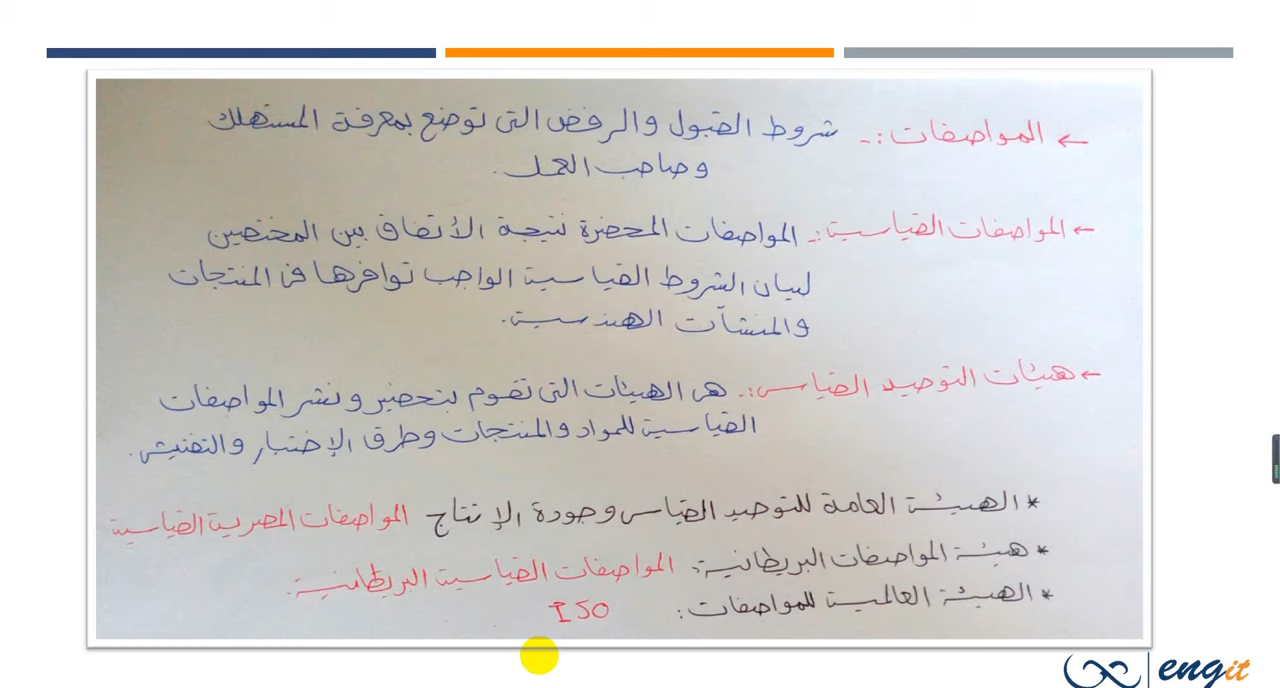 ← المواصفات :- شروط القبول والرفض التى توضع بمعرفة المستهلك
وصاحب العمل.
← المواصفات القياسية :- المواصفات المحضرة نتيجة الأتفاق بين المختصين
لبيان الشروط القياسية الواجب توافرها فى المنتجات
والمنشآت الهندسية.
← هيئات التوحيد القياسى :- هى الهيئات التى تقوم بتحضير ونشر المواصفات
القياسية للمواد والمنتجات وطرق الإختبار والتفتيش.
* الهيئة العامة للتوحيد القياسى وجودة الإنتاج المواصفات المصرية القياسية
* هيئة المواصفات البريطانية: المواصفات القياسية البريطانية.
* الهيئة العالمية للمواصفات: ISO
engit